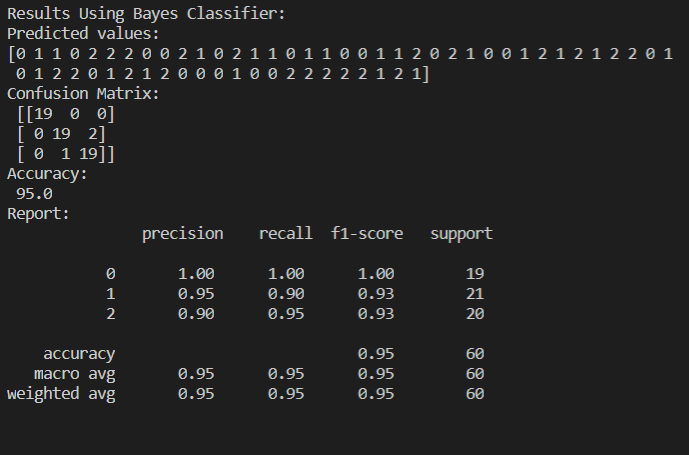 Results Using Bayes Classifier:
Predicted values:
[0 1 1 0 2 2 2 0 0 2 1 0 2 1 1 0 1 1 0 0 1 1 2 0 2 1 0 0 1 2 1 2 1 2 2 0 1
 0 1 2 2 0 1 2 1 2 0 0 0 1 0 0 2 2 2 2 2 1 2 1]
Confusion Matrix:
 [[19  0  0]
 [ 0 19  2]
 [ 0  1 19]]
Accuracy:
 95.0
Report:
               precision    recall  f1-score   support

           0       1.00      1.00      1.00        19
           1       0.95      0.90      0.93        21
           2       0.90      0.95      0.93        20

    accuracy                           0.95        60
   macro avg       0.95      0.95      0.95        60
weighted avg       0.95      0.95      0.95        60